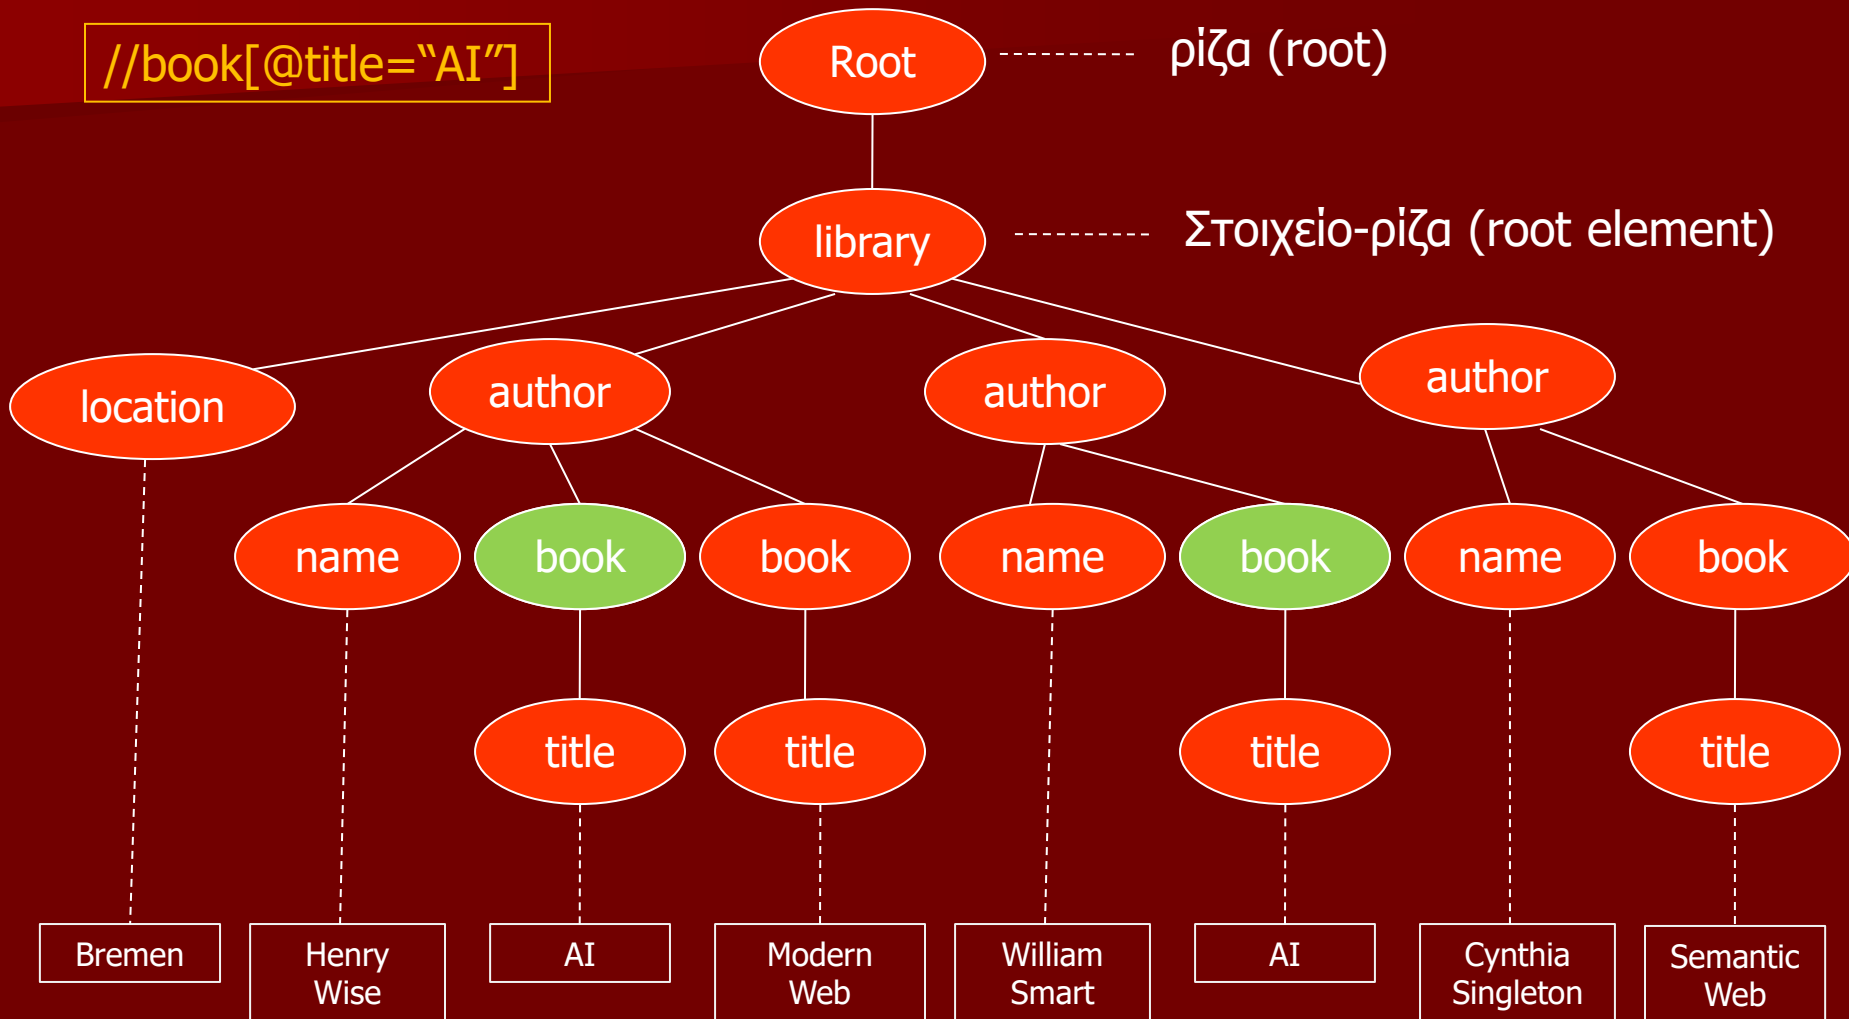 //book[@title=“AI”]
Root
ρίζα (root)
library
Στοιχείο-ρίζα (root element)
location
author
author
author
name
book
book
name
book
name
book
title
title
title
title
Bremen
Henry
Wise
AI
Modern
Web
William
Smart
AI
Cynthia
Singleton
Semantic
Web